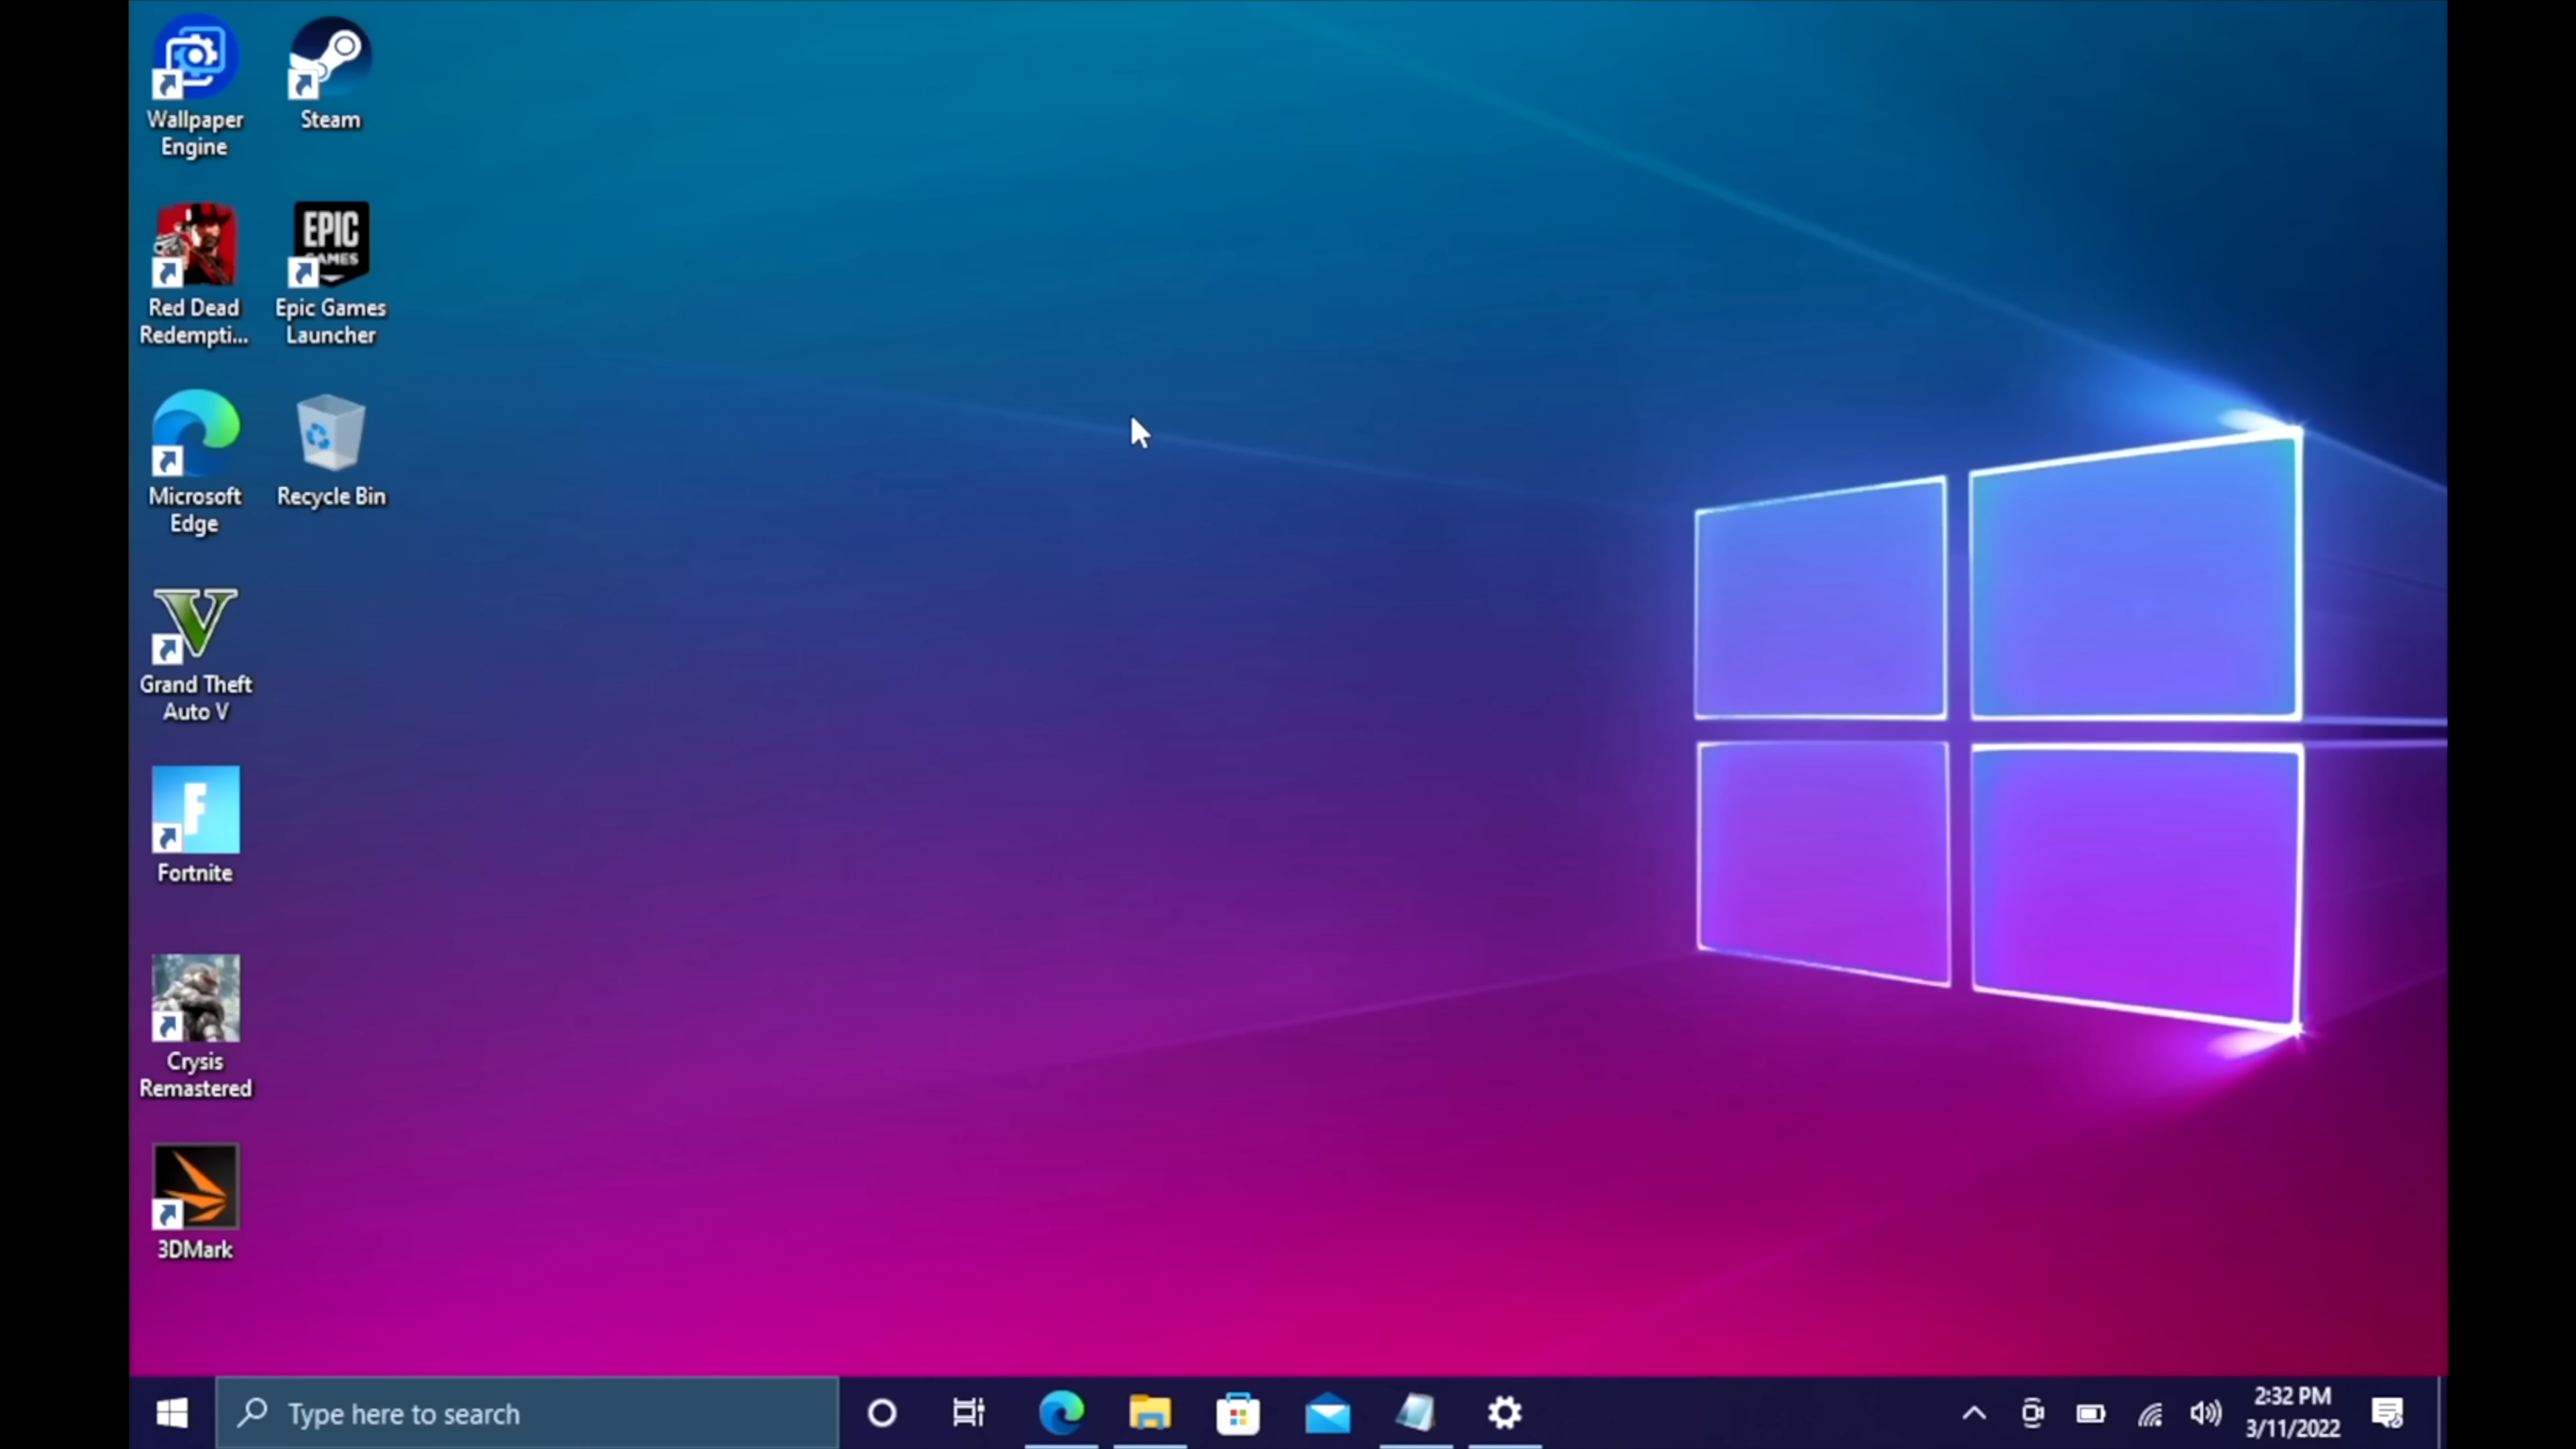 Wallpaper
Engine
Steam
Red Dead
Redempti...
EPIC
GAMES
Epic Games
Launcher
Microsoft
Edge
Recycle Bin
V
Grand Theft
Auto V
F
Fortnite
Crysis
Remastered
3DMark
Type here to search
2:32 PM
3/11/2022